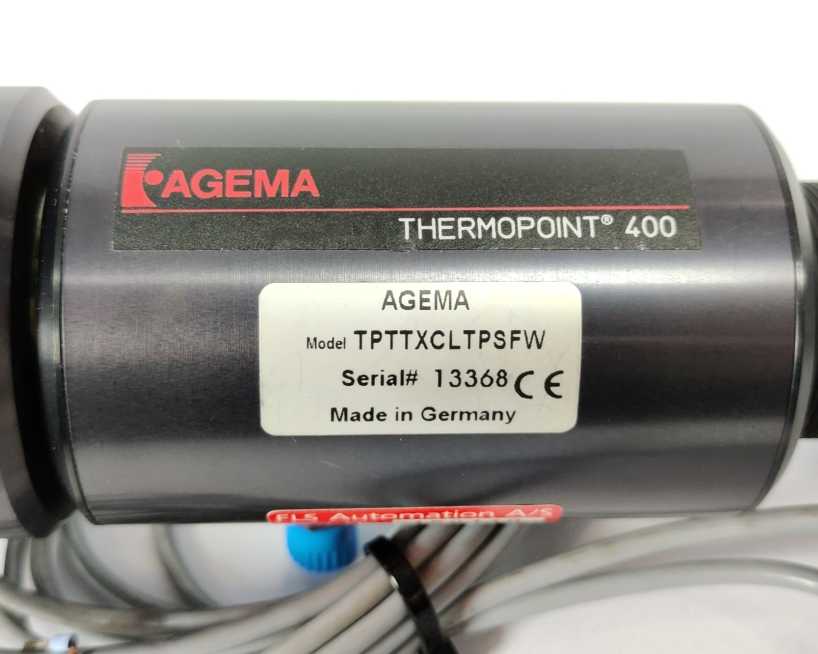 AGEMA
THERMOPOINT® 400
AGEMA
Model TPTTXCLTPSFW
Serial# 13368 CE
Made in Germany
FLS Automation A/S